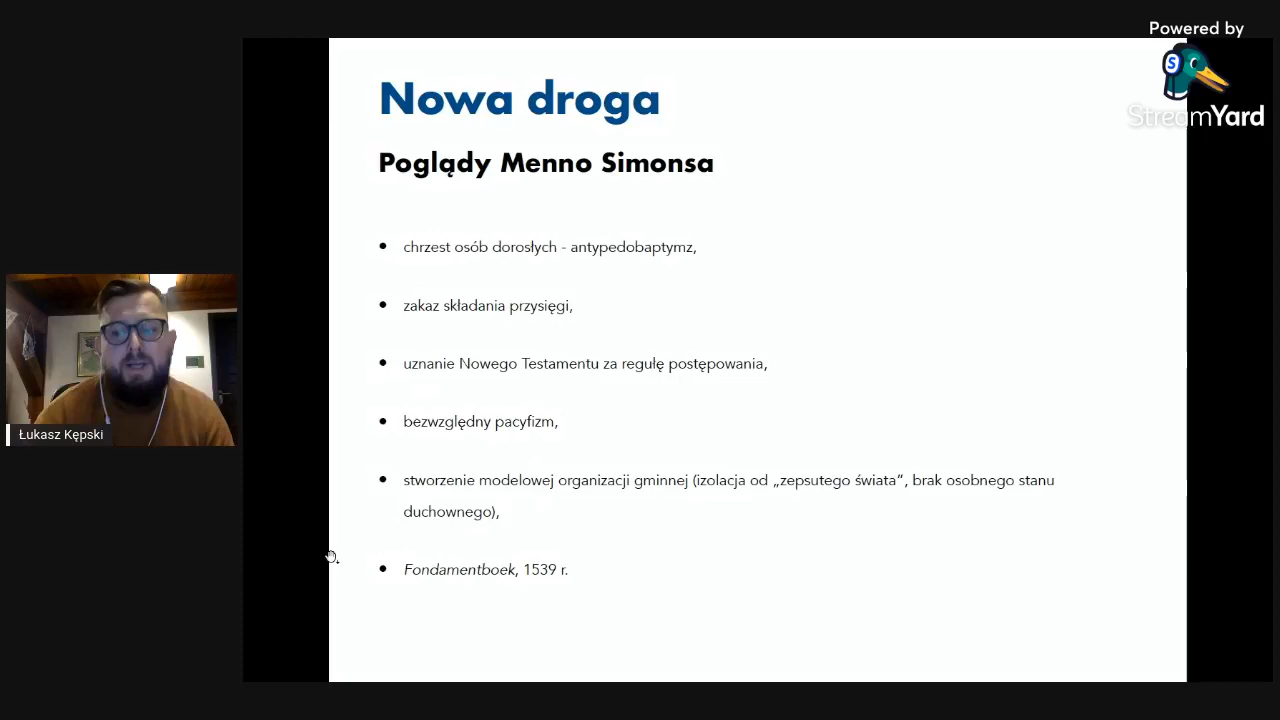 Powered by
StreamYard
Nowa droga
Poglądy Menno Simonsa
• chrzest osób dorosłych - antypedobaptymz,
• zakaz składania przysięgi,
• uznanie Nowego Testamentu za regułę postępowania,
• bezwzględny pacyfizm,
• stworzenie modelowej organizacji gminnej (izolacja od „zepsutego świata”, brak osobnego stanu
duchownego),
• Fondamentboek, 1539 r.
Łukasz Kępski